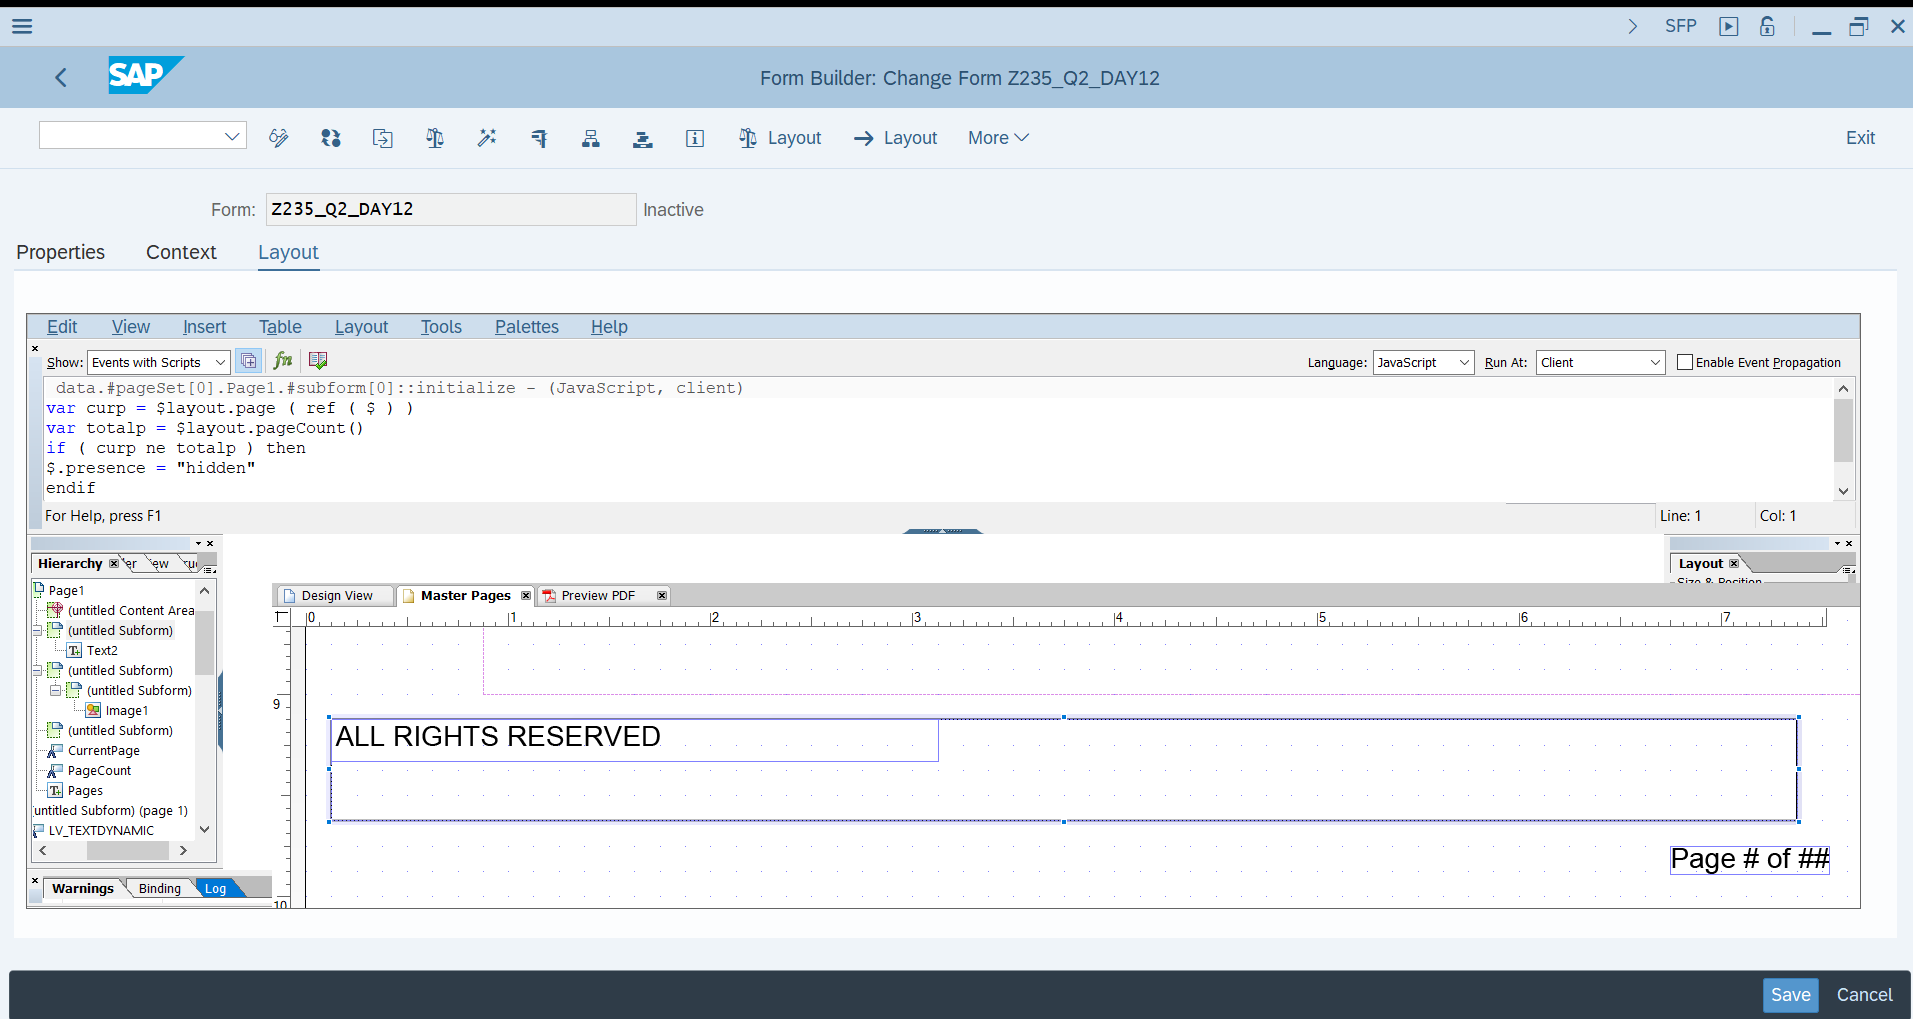 SFP
SAP
Form Builder: Change Form Z235_Q2_DAY12
Layout
Layout
More
Exit
Form: Z235_Q2_DAY12 Inactive
Properties Context Layout
Edit View Insert Table Layout Tools Palettes Help
Show: Events with Scripts fn Language: JavaScript Run At: Client Enable Event Propagation
data.#pageSet[0].Page1.#subform[0]::initialize - (JavaScript, client)
var curp = $layout.page ( ref ( $ ) )
var totalp = $layout.pageCount()
if ( curp ne totalp ) then
$.presence = "hidden"
endif
For Help, press F1 Line: 1 Col: 1
Hierarchy
Page1
(untitled Content Area
(untitled Subform)
Text2
(untitled Subform)
(untitled Subform)
Image1
(untitled Subform)
CurrentPage
PageCount
Pages
untitled Subform) (page 1)
LV_TEXTDYNAMIC
Warnings Binding Log
Design View Master Pages Preview PDF
0 1 2 3 4 5 6 7
9
10
ALL RIGHTS RESERVED
Page # of ##
Layout
Size & Position
Save Cancel